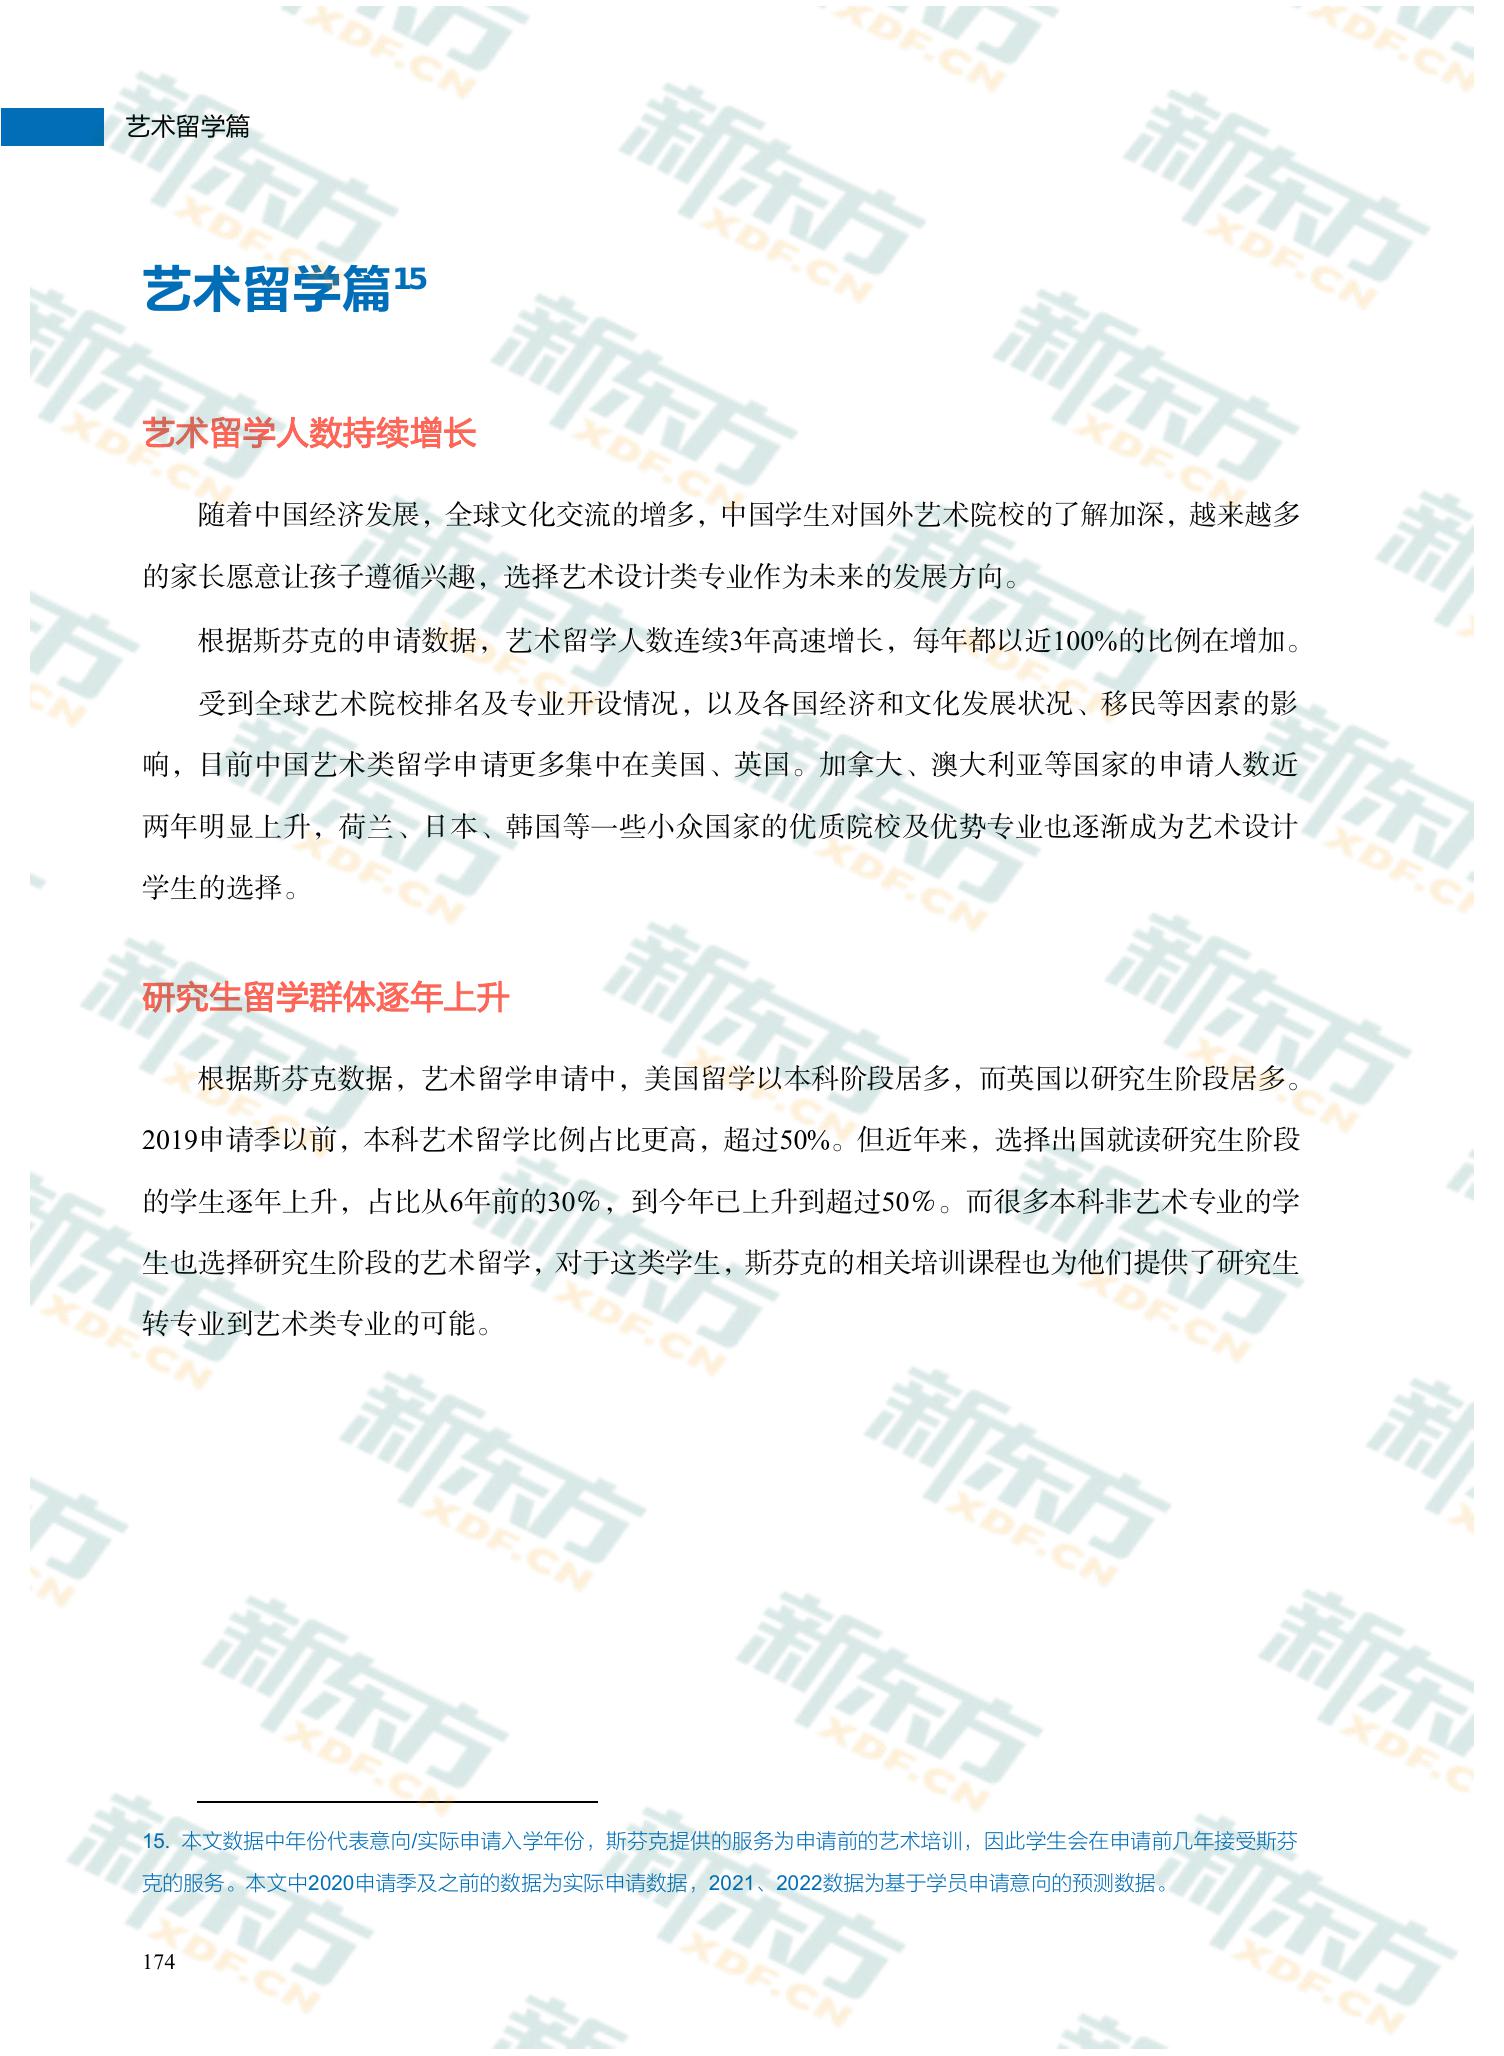 艺术留学篇
艺术留学篇15
艺术留学人数持续增长
随着中国经济发展，全球文化交流的增多，中国学生对国外艺术院校的了解加深，越来越多
的家长愿意让孩子遵循兴趣，选择艺术设计类专业作为未来的发展方向。
根据斯芬克的申请数据，艺术留学人数连续3年高速增长，每年都以近100%的比例在增加。
受到全球艺术院校排名及专业开设情况，以及各国经济和文化发展状况、移民等因素的影
响，目前中国艺术类留学申请更多集中在美国、英国。加拿大、澳大利亚等国家的申请人数近
两年明显上升，荷兰、日本、韩国等一些小众国家的优质院校及优势专业也逐渐成为艺术设计
学生的选择。
研究生留学群体逐年上升
根据斯芬克数据，艺术留学申请中，美国留学以本科阶段居多，而英国以研究生阶段居多。
2019申请季以前，本科艺术留学比例占比更高，超过50%。但近年来，选择出国就读研究生阶段
的学生逐年上升，占比从6年前的30%，到今年已上升到超过50%。而很多本科非艺术专业的学
生也选择研究生阶段的艺术留学，对于这类学生，斯芬克的相关培训课程也为他们提供了研究生
转专业到艺术类专业的可能。
15. 本文数据中年份代表意向/实际申请入学年份，斯芬克提供的服务为申请前的艺术培训，因此学生会在申请前几年接受斯芬
克的服务。本文中2020申请季及之前的数据为实际申请数据，2021、2022数据为基于学员申请意向的预测数据。
174
新东方
XDF.CN